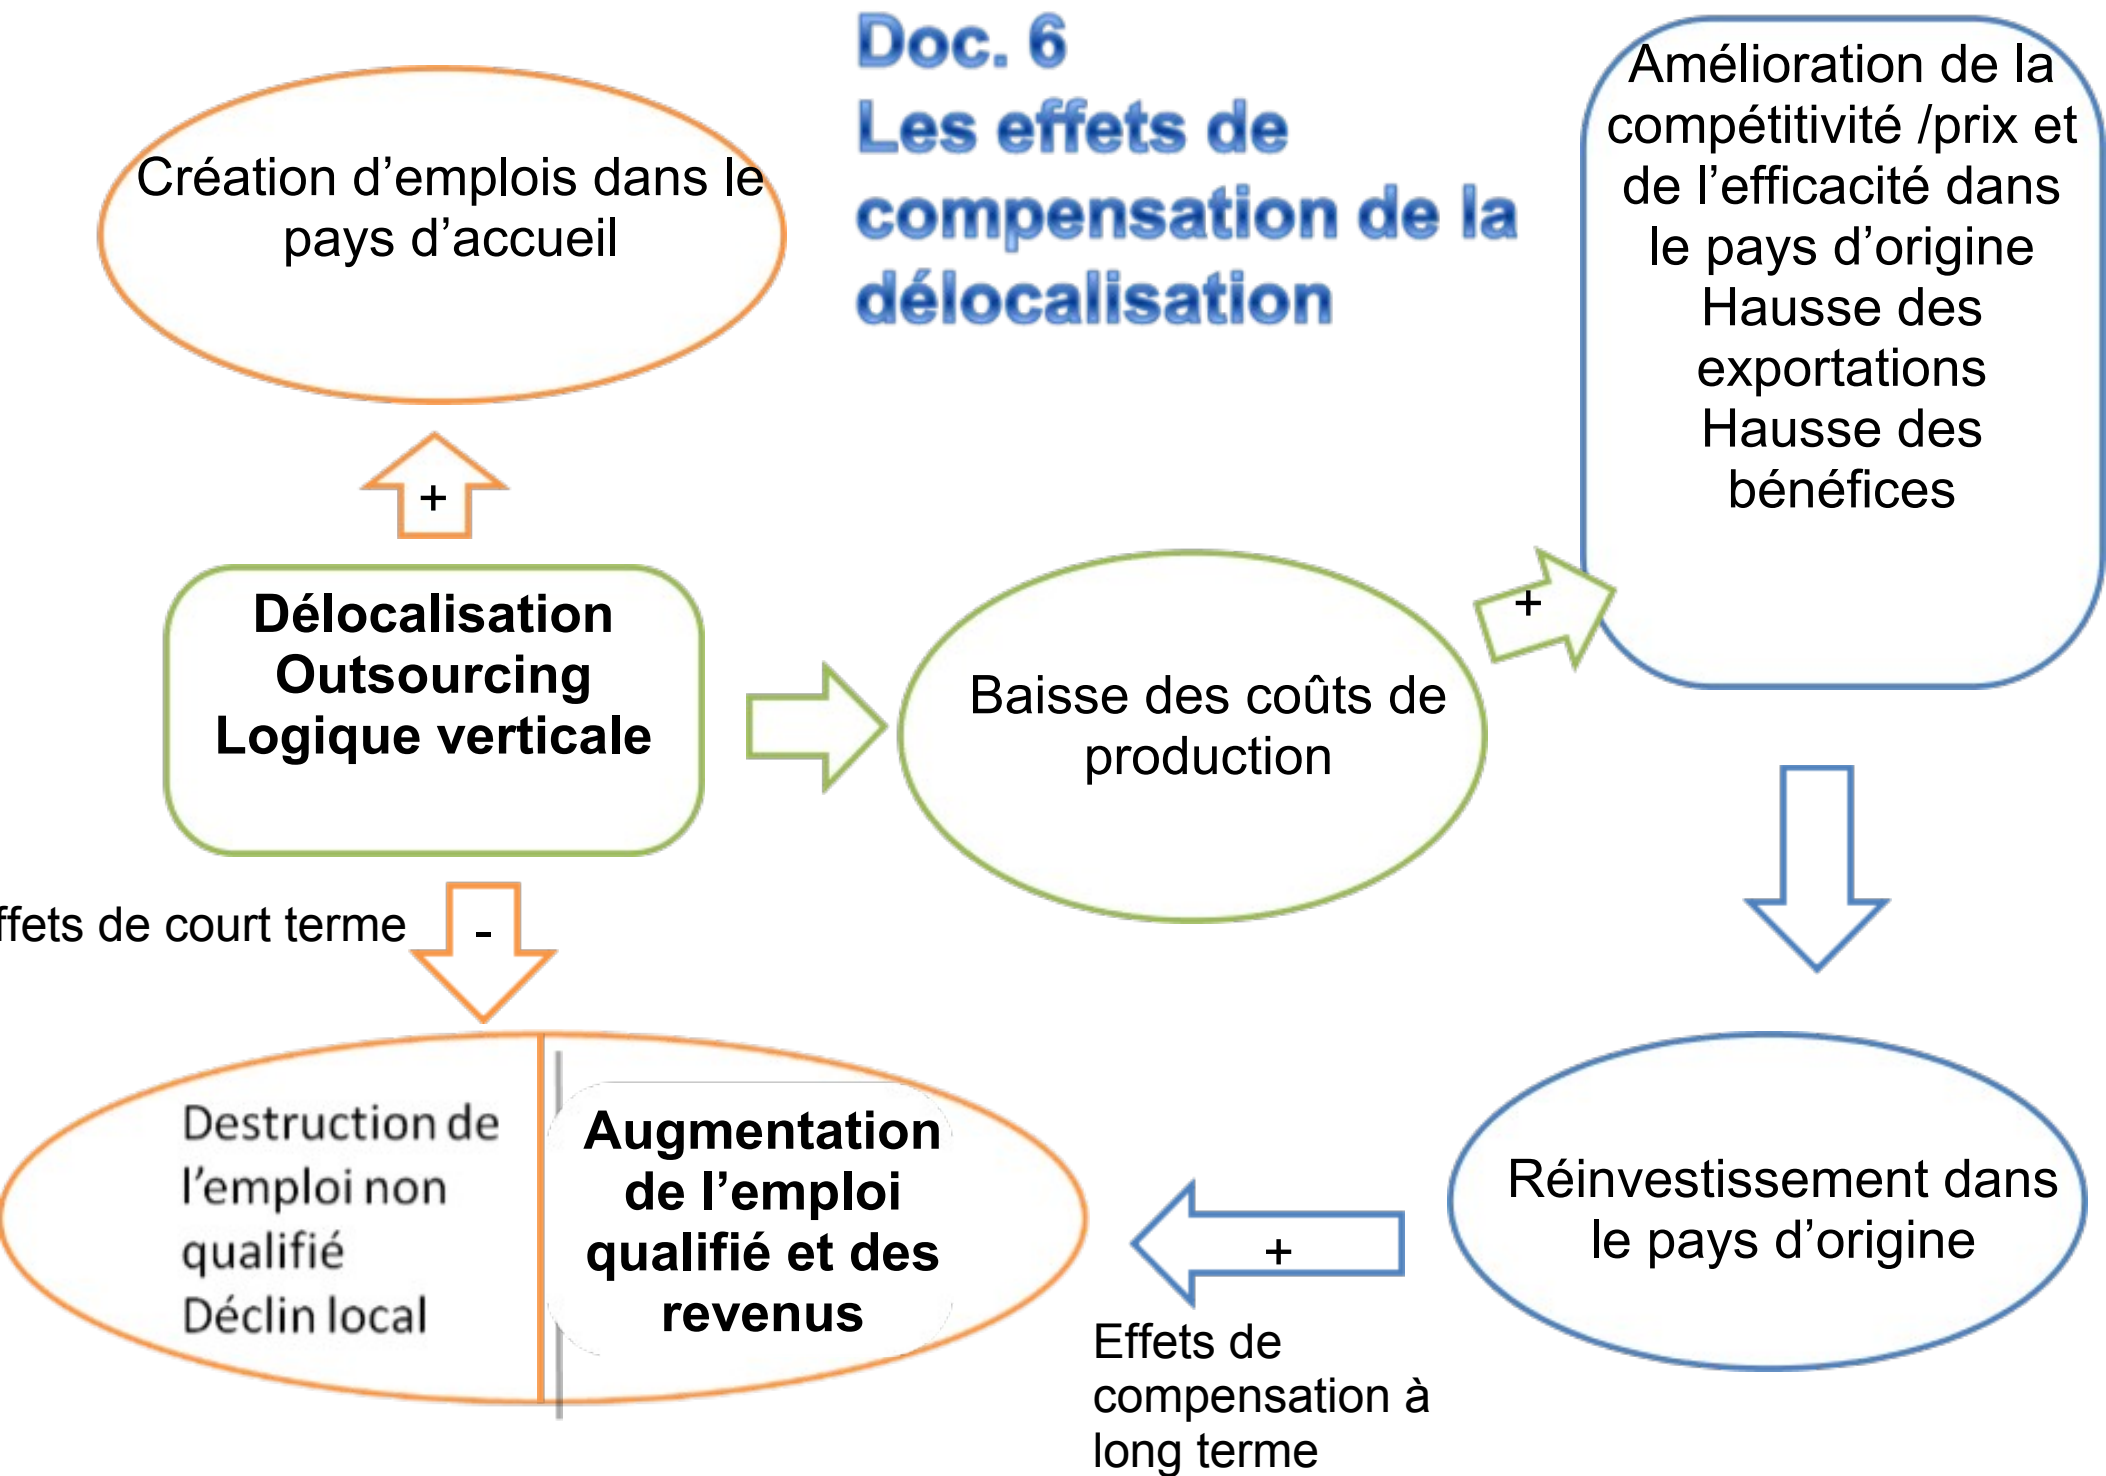 Doc. 6
Les effets de
compensation de la
délocalisation
Création d’emplois dans le
pays d’accueil
Amélioration de la
compétitivité /prix et
de l’efficacité dans
le pays d’origine
Hausse des
exportations
Hausse des
bénéfices
+
Délocalisation
Outsourcing
Logique verticale
Baisse des coûts de
production
+
ffets de court terme
-
Destruction de
l’emploi non
qualifié
Déclin local
Augmentation
de l’emploi
qualifié et des
revenus
+
Effets de
compensation à
long terme
Réinvestissement dans
le pays d’origine